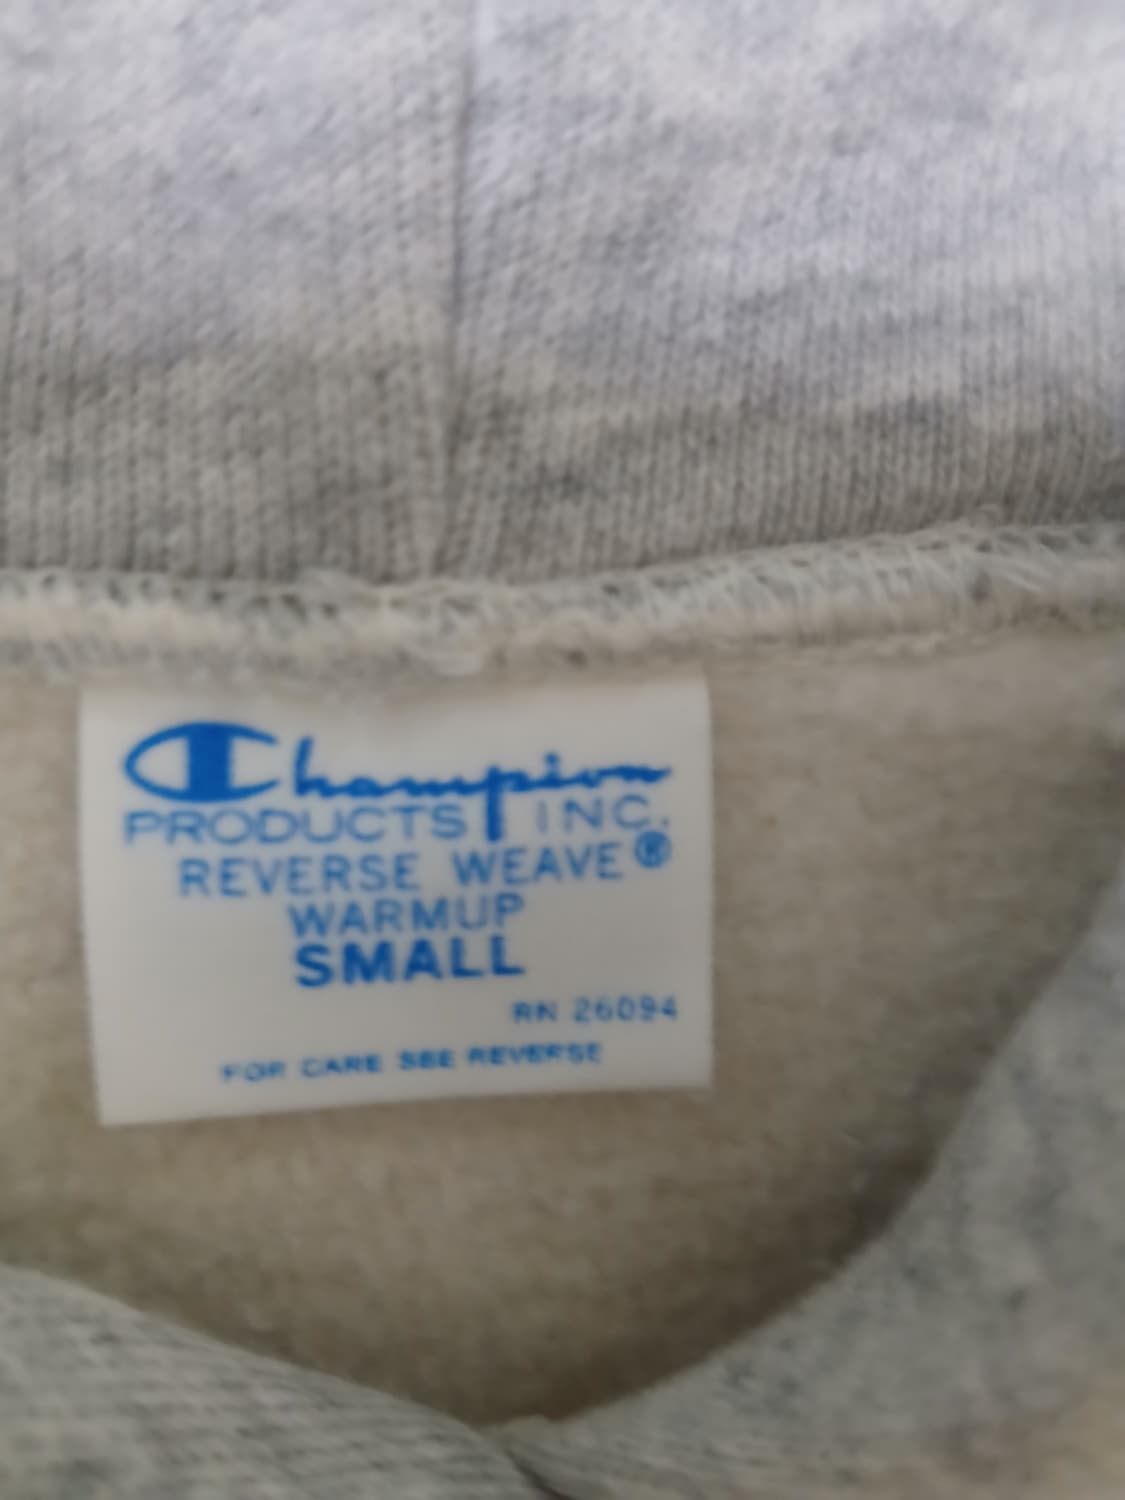 Champion
PRODUCTS INC.
REVERSE WEAVE®
WARMUP
SMALL
RN 26094
FOR CARE SEE REVERSE